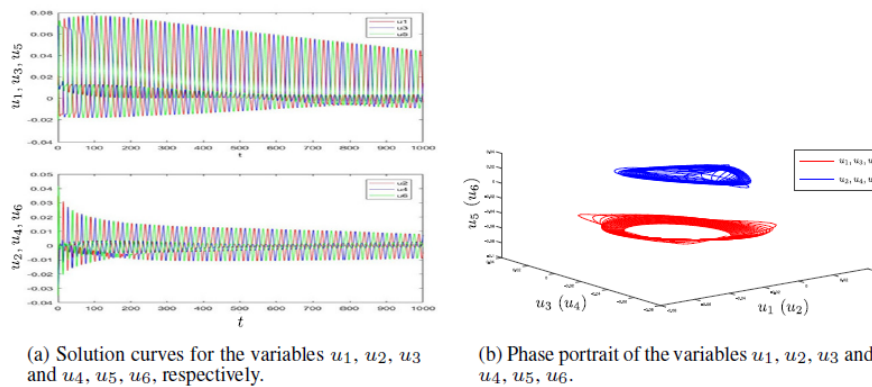 0.08
0.06
0.04
0.02
0
-0.02
-0.04
u1
u3
u5
u1, u3, u5
0 100 200 300 400 500 600 700 800 900 1000
t
0.05
0.04
0.03
0.02
0.01
0
-0.01
-0.02
-0.03
-0.04
u2
u4
u6
u2, u4, u6
0 100 200 300 400 500 600 700 800 900 1000
t
(a) Solution curves for the variables u1, u2, u3
and u4, u5, u6, respectively.
u5 (u6)
u3 (u4)
u1 (u2)
u1, u3, u
u2, u4, u
(b) Phase portrait of the variables u1, u2, u3 and
u4, u5, u6.